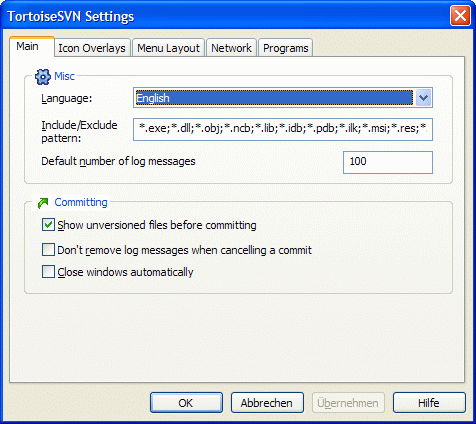 TortoiseSVN Settings
Main Icon Overlays Menu Layout Network Programs
Misc
Language: English
Include/Exclude
pattern: *.exe;*.dll;*.obj;*.ncb;*.lib;*.idb;*.pdb;*.ilk;*.msi;*.res;*
Default number of log messages 100
Committing
Show unversioned files before committing
Don't remove log messages when cancelling a commit
Close windows automatically
OK Abbrechen Übernehmen Hilfe